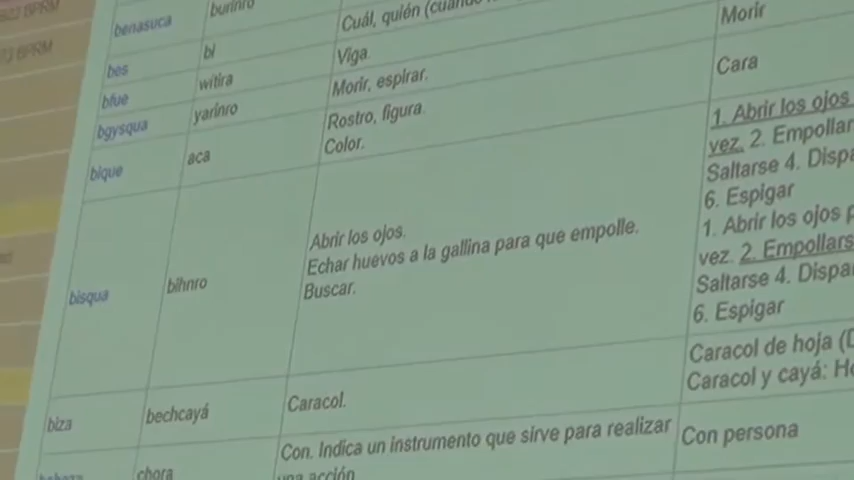 BPRM
BPRM
benasuca
burinro
Cuál, quién
Morir
bes
bi
Viga.
bfue
witira
Morir, espirar.
Cara
bgysqua
yarinro
Rostro, figura.
Color.
bique
aca
1. Abrir los ojos
vez. 2. Empollar
Saltarse 4.
6. Espigar
bisqua
bihnro
Abrir los ojos.
Echar huevos a la gallina para que empolle.
Buscar.
1. Abrir los ojos
vez. 2. Empollars
Saltarse 4.
6. Espigar
biza
bechcayá
Caracol.
Caracol de hoja
Caracol y cayá:
chora
Con. Indica un instrumento que sirve para realizar
una acción
Con persona